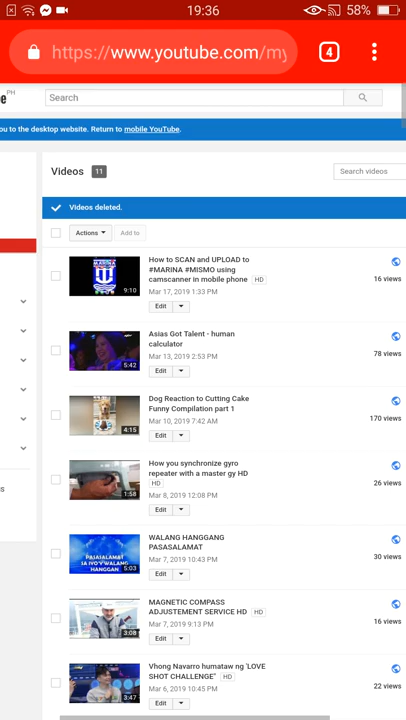 19:36
58%
https://www.youtube.com/my
4
PH
Search
ou to the desktop website. Return to mobile YouTube.
Videos 11
Search videos
Videos deleted.
Actions Add to
How to SCAN and UPLOAD to
#MARINA #MISMO using
camscanner in mobile phone HD
MARINA
9:10
16 views
Mar 17, 2019 1:33 PM
Edit
Asias Got Talent - human
calculator
5:42
78 views
Mar 13, 2019 2:53 PM
Edit
Dog Reaction to Cutting Cake
Funny Compilation part 1
4:15
170 views
Mar 10, 2019 7:42 AM
Edit
How you synchronize gyro
repeater with a master gy HD
HD
1:58
26 views
Mar 8, 2019 12:08 PM
Edit
WALANG HANGGANG
PASASALAMAT
PASASALAMAT
SA IYO'Y WALANG
HANGGAN
5:03
30 views
Mar 7, 2019 10:43 PM
Edit
MAGNETIC COMPASS
ADJUSTEMENT SERVICE HD HD
3:08
16 views
Mar 7, 2019 9:13 PM
Edit
Vhong Navarro humataw ng 'LOVE
SHOT CHALLENGE" HD
3:47
22 views
Mar 6, 2019 10:45 PM
Edit